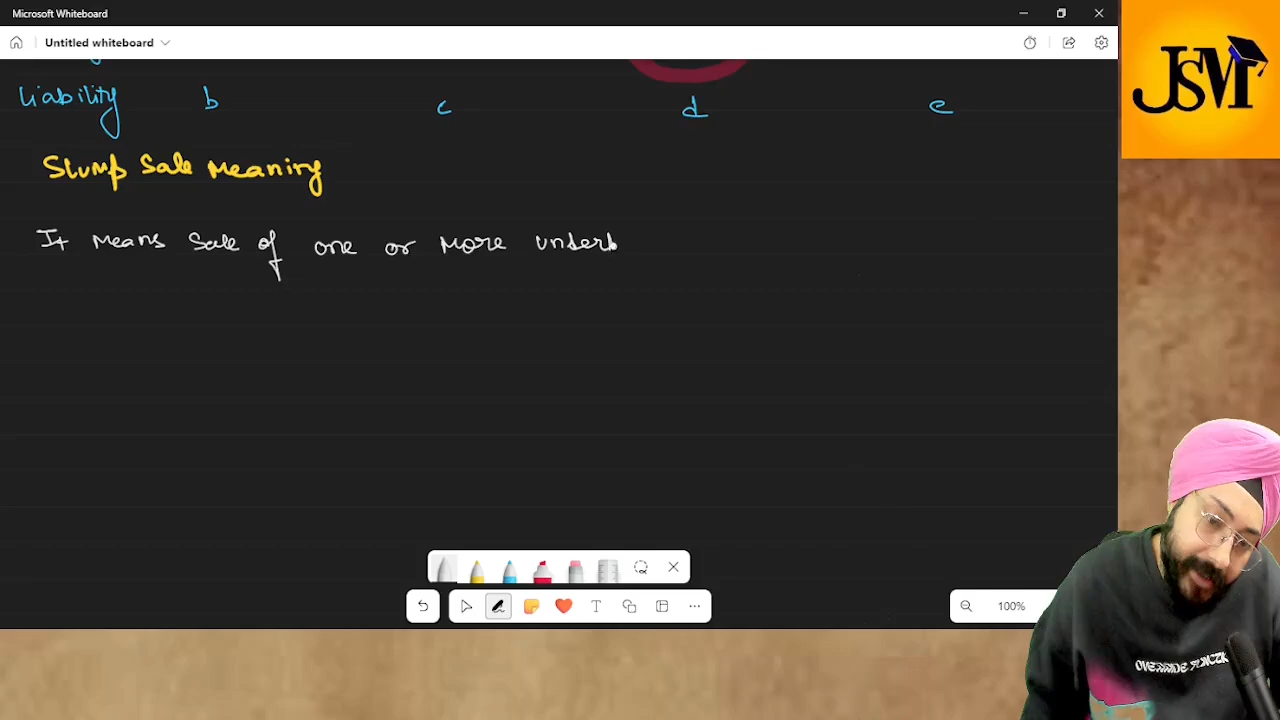 Microsoft Whiteboard
Untitled whiteboard
JSM
Liability b c d e
Slump Sale Meaning
It Means Sale of one or More undert
100%